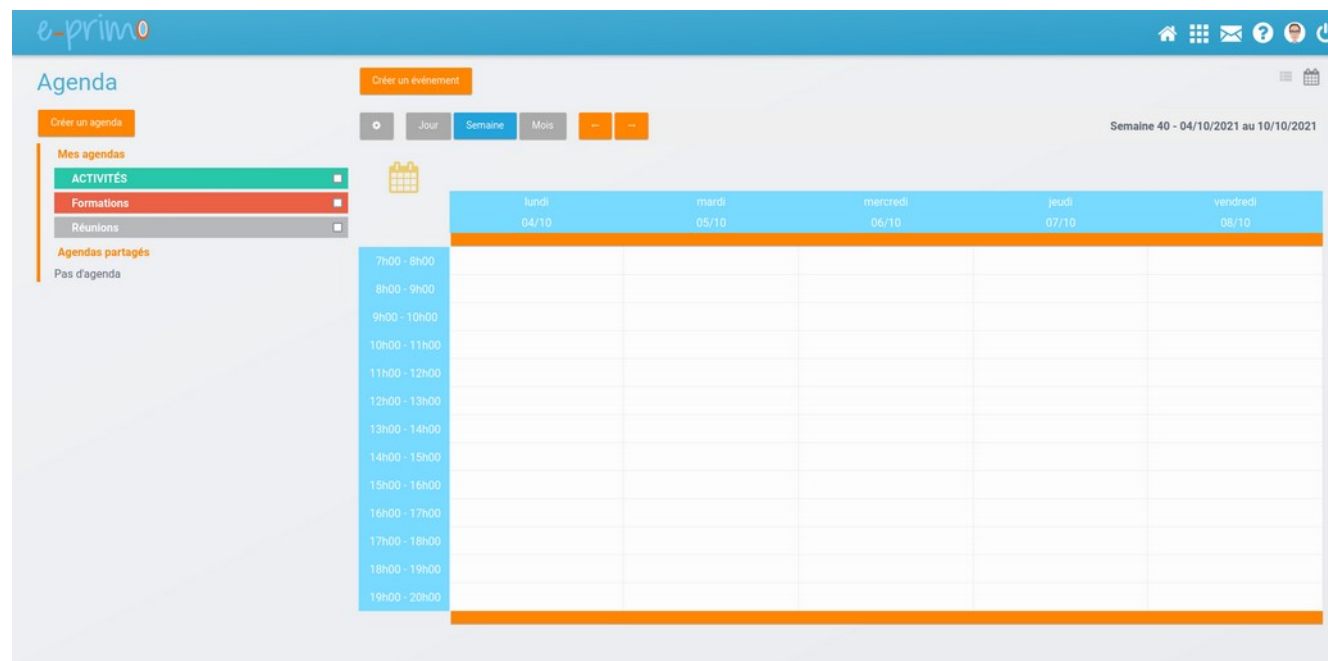 e-primo
Agenda
Créer un événement
Créer un agenda
Jour
Semaine
Mois
←
→
Semaine 40 - 04/10/2021 au 10/10/2021
Mes agendas
ACTIVITÉS
Formations
Réunions
Agendas partagés
Pas d'agenda
lundi
04/10
mardi
05/10
mercredi
06/10
jeudi
07/10
vendredi
08/10
7h00 - 8h00
8h00 - 9h00
9h00 - 10h00
10h00 - 11h00
11h00 - 12h00
12h00 - 13h00
13h00 - 14h00
14h00 - 15h00
15h00 - 16h00
16h00 - 17h00
17h00 - 18h00
18h00 - 19h00
19h00 - 20h00